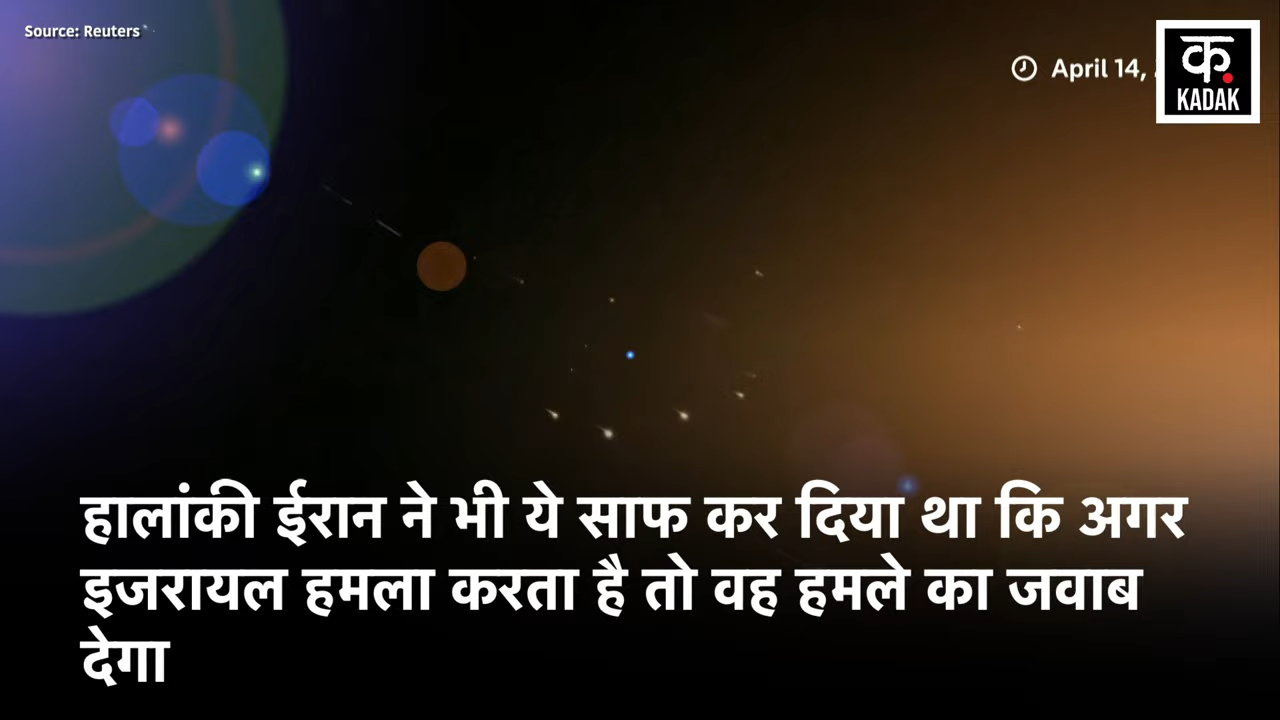 Source: Reuters
April 14,
क
KADAK
हालांकी ईरान ने भी ये साफ कर दिया था कि अगर
इजरायल हमला करता है तो वह हमले का जवाब
देगा